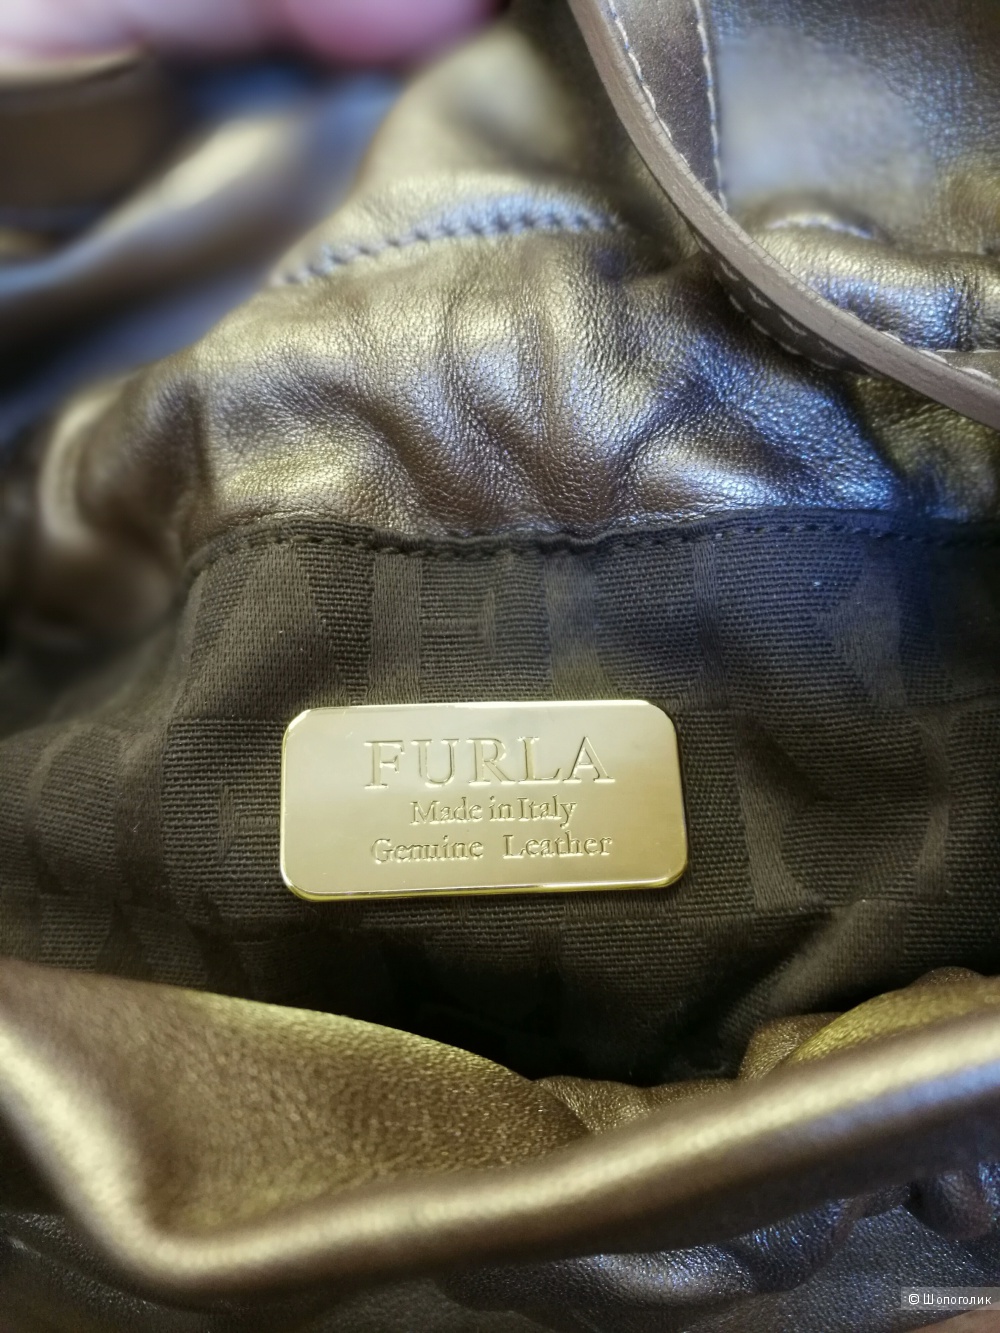 FURLA
Made in Italy
Genuine Leather
© Шопоголик